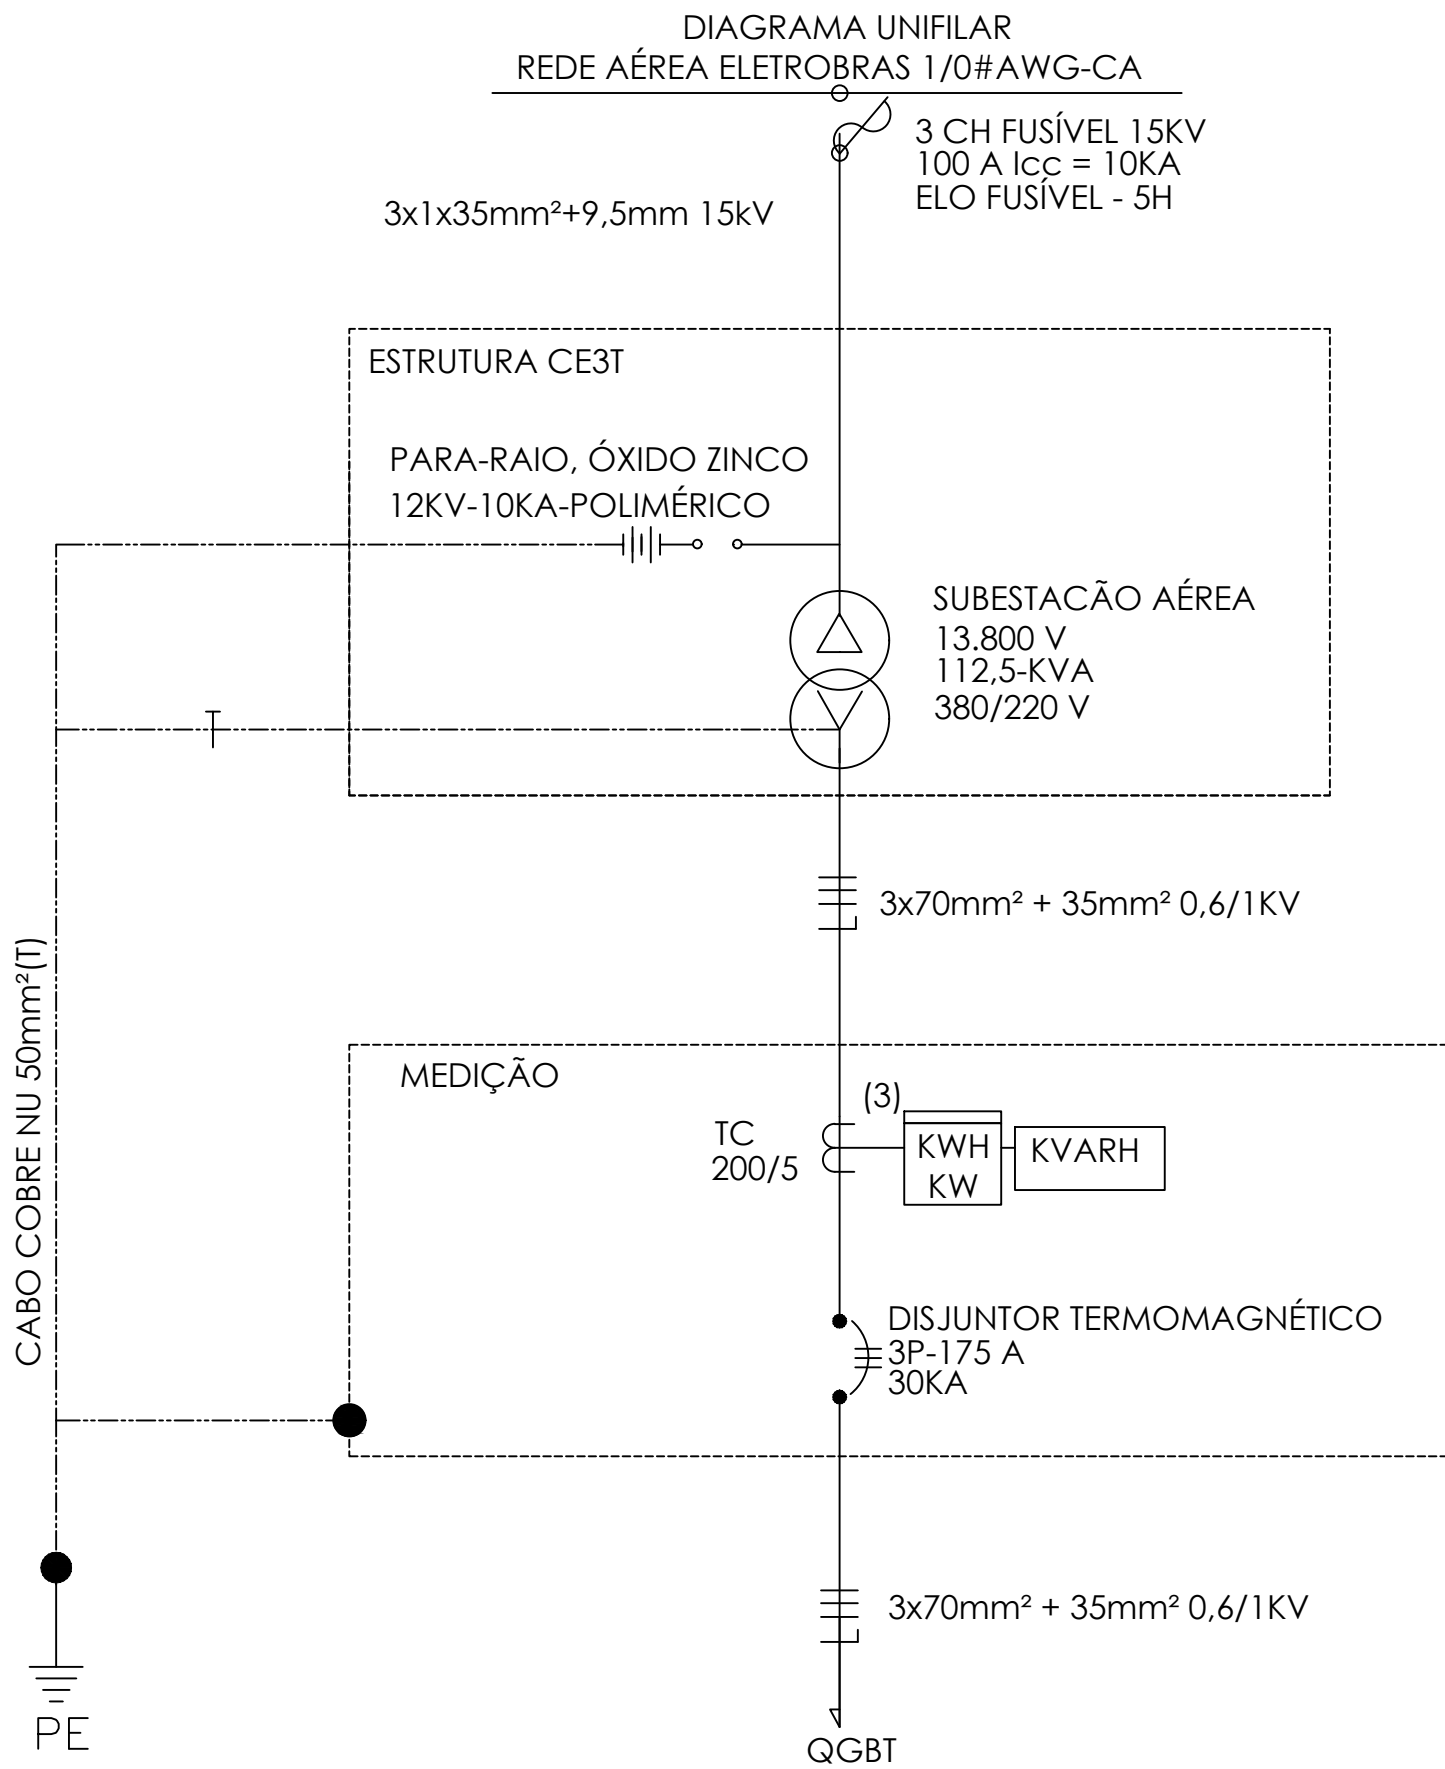 DIAGRAMA UNIFILAR
REDE AÉREA ELETROBRAS 1/0#AWG-CA
3 CH FUSÍVEL 15KV
100 A Icc = 10KA
ELO FUSÍVEL - 5H
3x1x35mm²+9,5mm 15kV
ESTRUTURA CE3T
PARA-RAIO, ÓXIDO ZINCO
12KV-10KA-POLIMÉRICO
SUBESTACÃO AÉREA
13.800 V
112,5-KVA
380/220 V
T
3x70mm² + 35mm² 0,6/1KV
CABO COBRE NU 50mm²(T)
MEDIÇÃO
(3)
TC
200/5
KWH
KW
KVARH
DISJUNTOR TERMOMAGNÉTICO
3P-175 A
30KA
3x70mm² + 35mm² 0,6/1KV
PE
QGBT